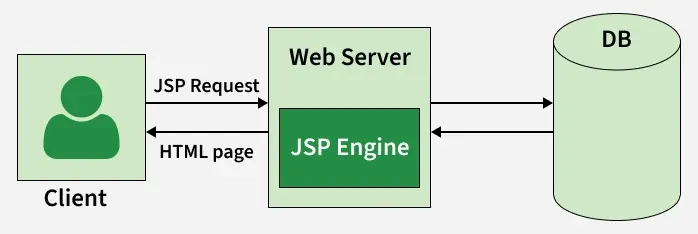 Client
JSP Request
HTML page
Web Server
JSP Engine
DB